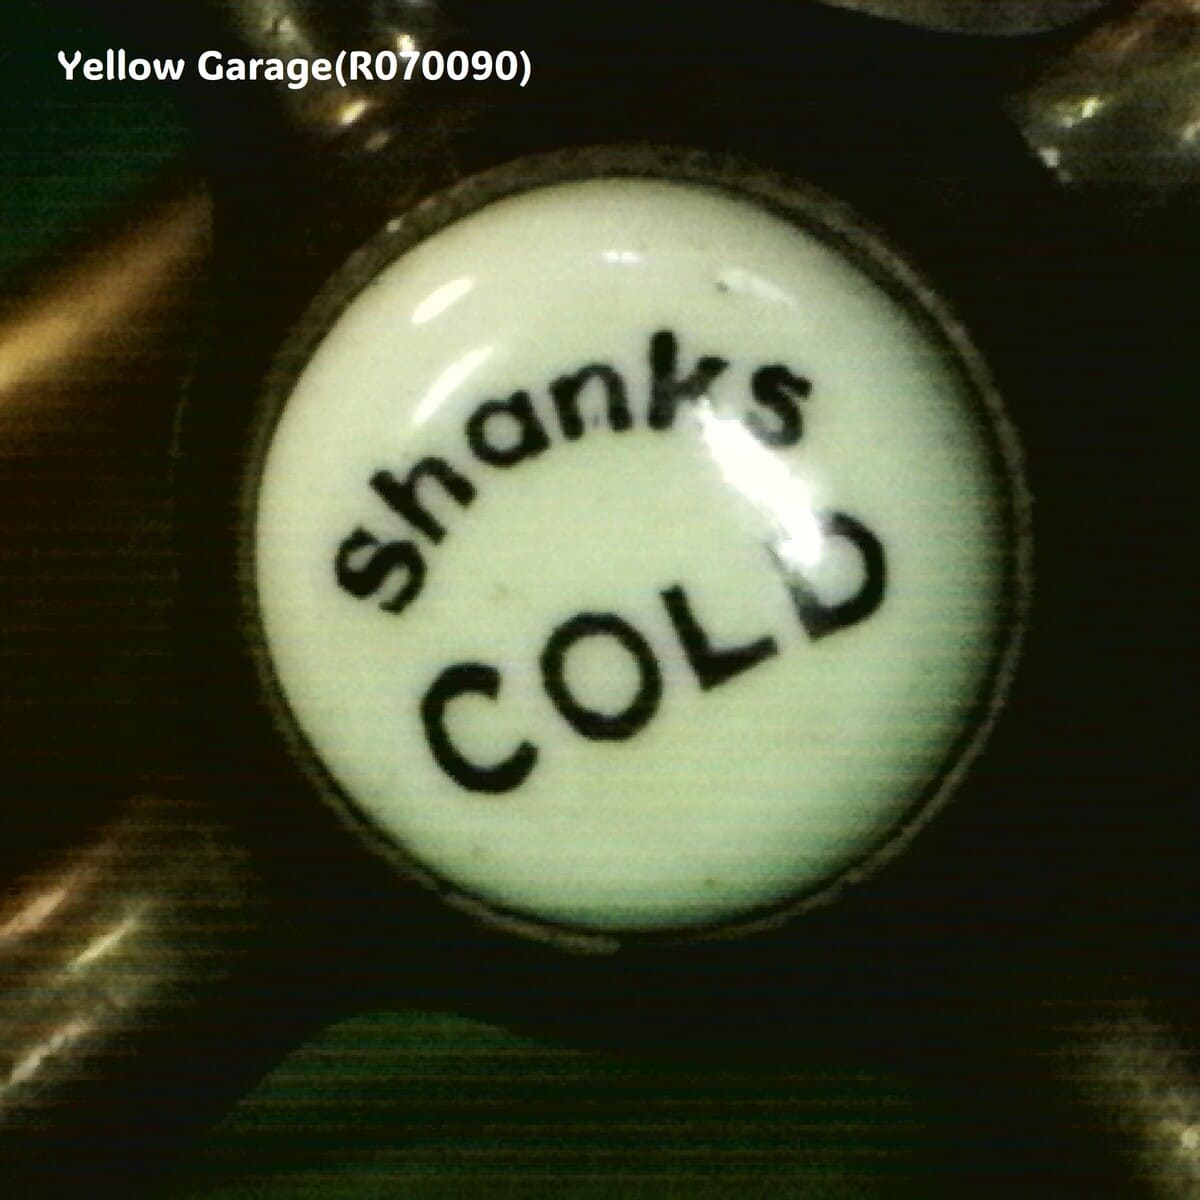 Yellow Garage(R070090)
shanks
COLD